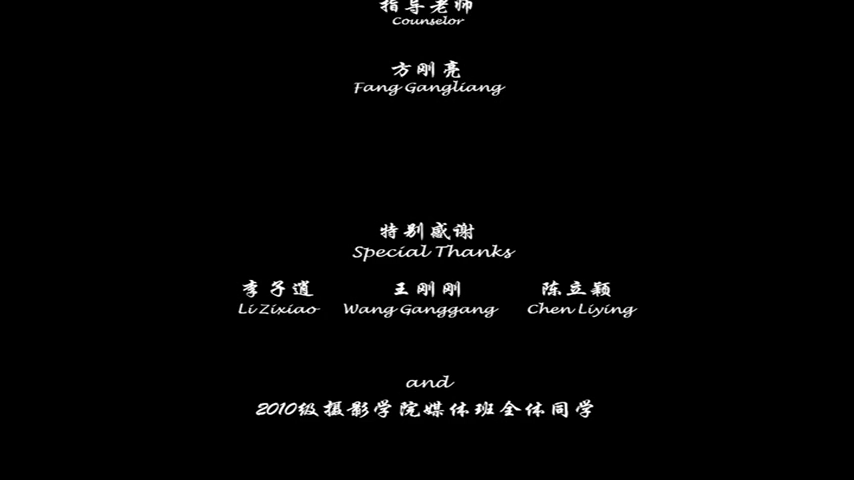 指导老师
Counselor
方刚亮
Fang Gangliang
特别感谢
Special Thanks
李子逍 王刚刚 陈立颖
Li Zixiao Wang Ganggang Chen Liying
and
2010级摄影学院媒体班全体同学